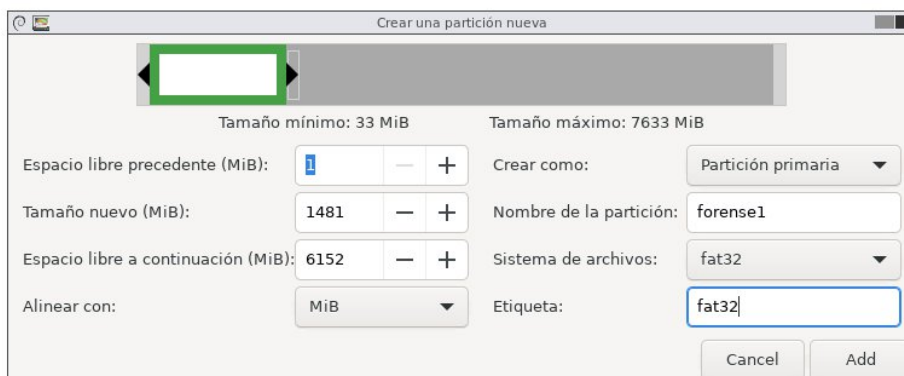 Crear una partición nueva
Tamaño mínimo: 33 MiB Tamaño máximo: 7633 MiB
Espacio libre precedente (MiB): 1 − + Crear como: Partición primaria
Tamaño nuevo (MiB): 1481 − + Nombre de la partición: forense1
Espacio libre a continuación (MiB): 6152 − + Sistema de archivos: fat32
Alinear con: MiB Etiqueta: fat32
Cancel Add